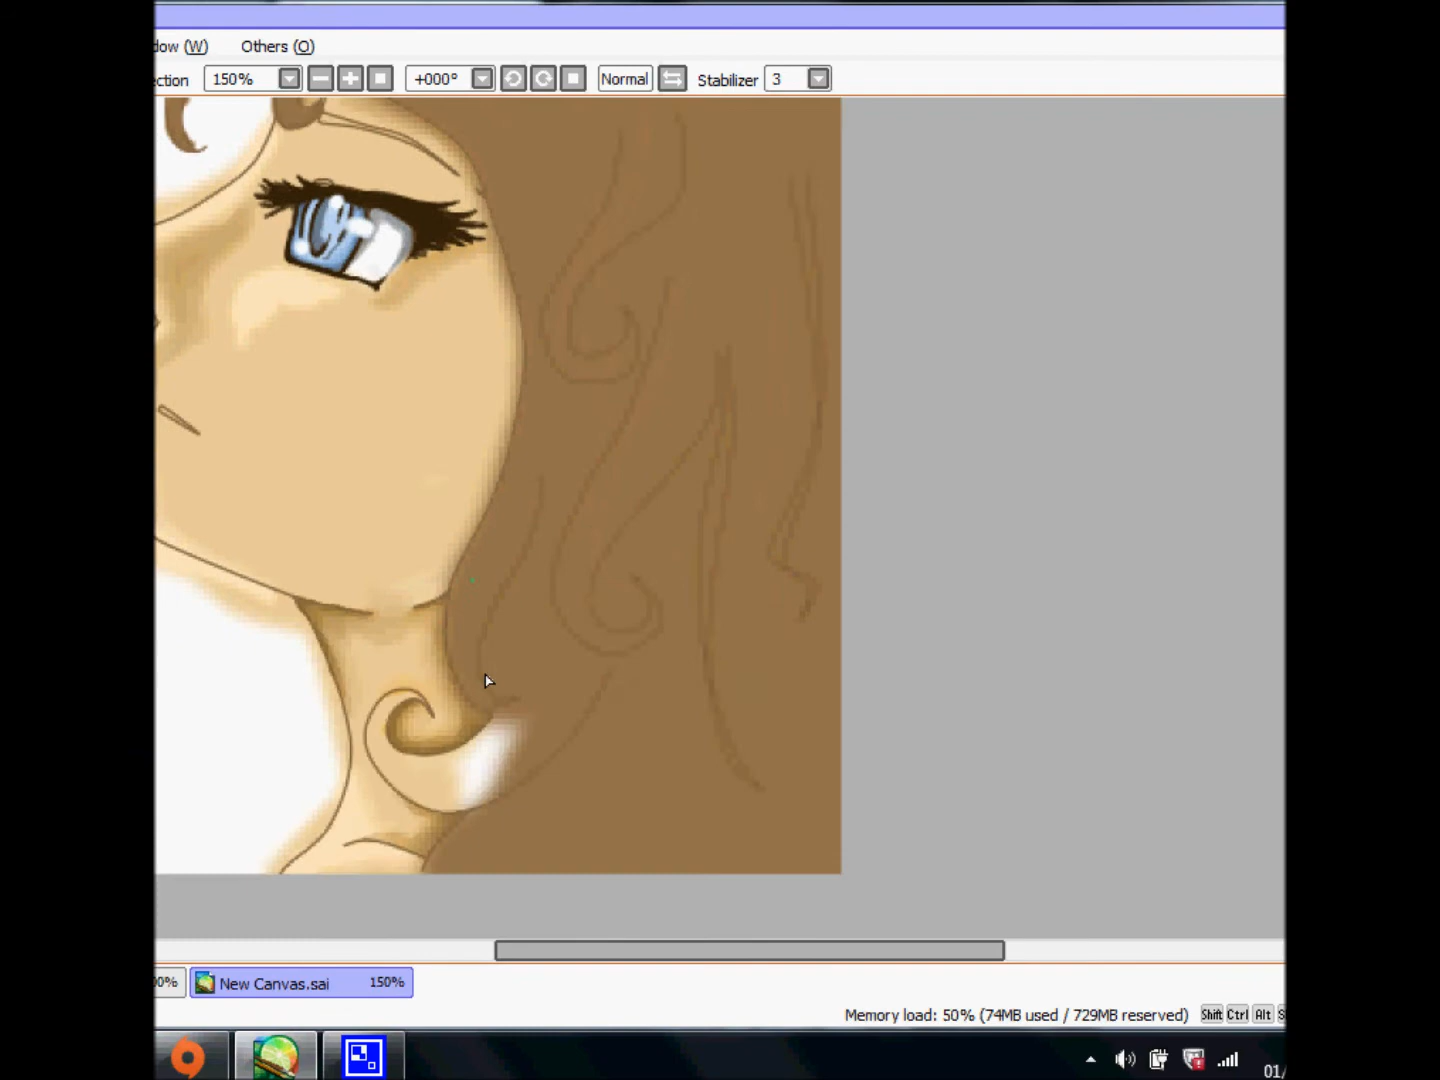 dow (W) Others (O)
ection 150% +000° Normal Stabilizer 3
0% New Canvas.sai 150%
Memory load: 50% (74MB used / 729MB reserved) Shift Ctrl Alt S
01/